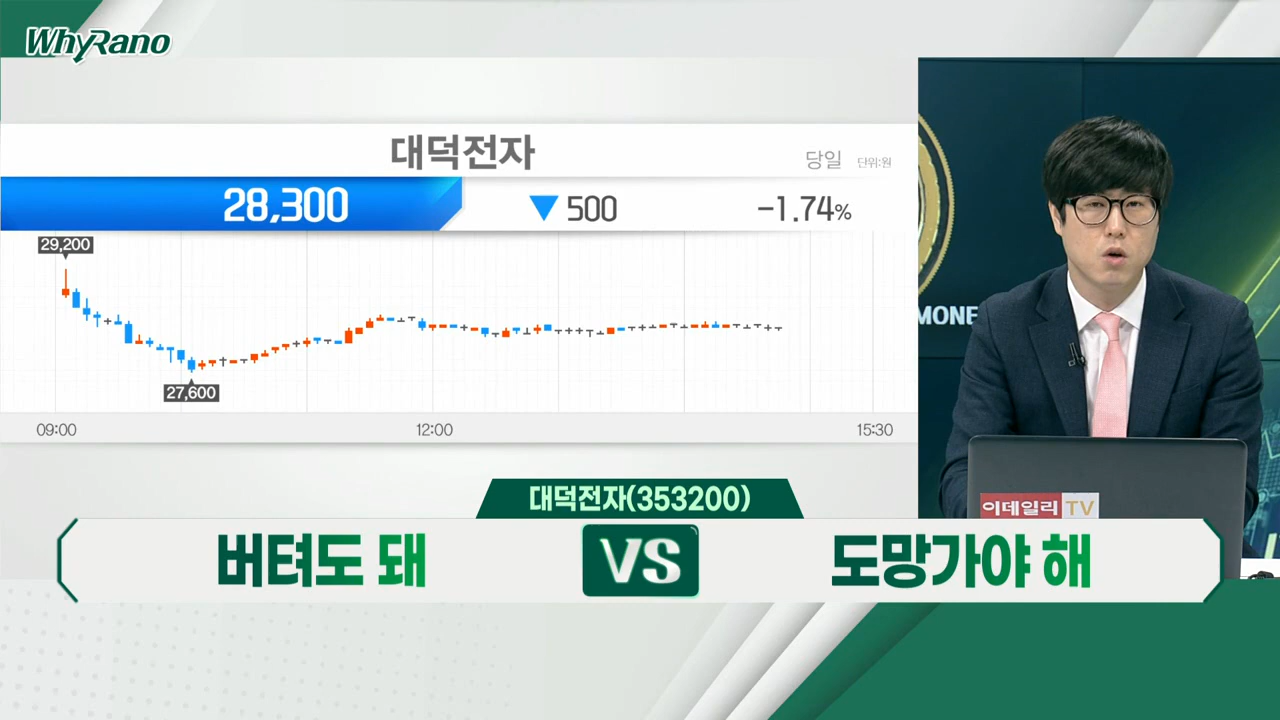 WhyRano
대덕전자
당일 단위:원
28,300 ▼ 500 -1.74%
29,200
27,600
09:00 12:00 15:30
MONE
이데일리 TV
대덕전자(353200)
버텨도 돼 VS 도망가야 해